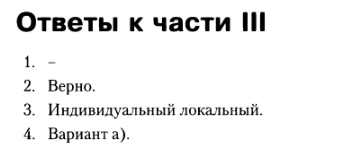 Ответы к части III
1. –
2. Верно.
3. Индивидуальный локальный.
4. Вариант а).